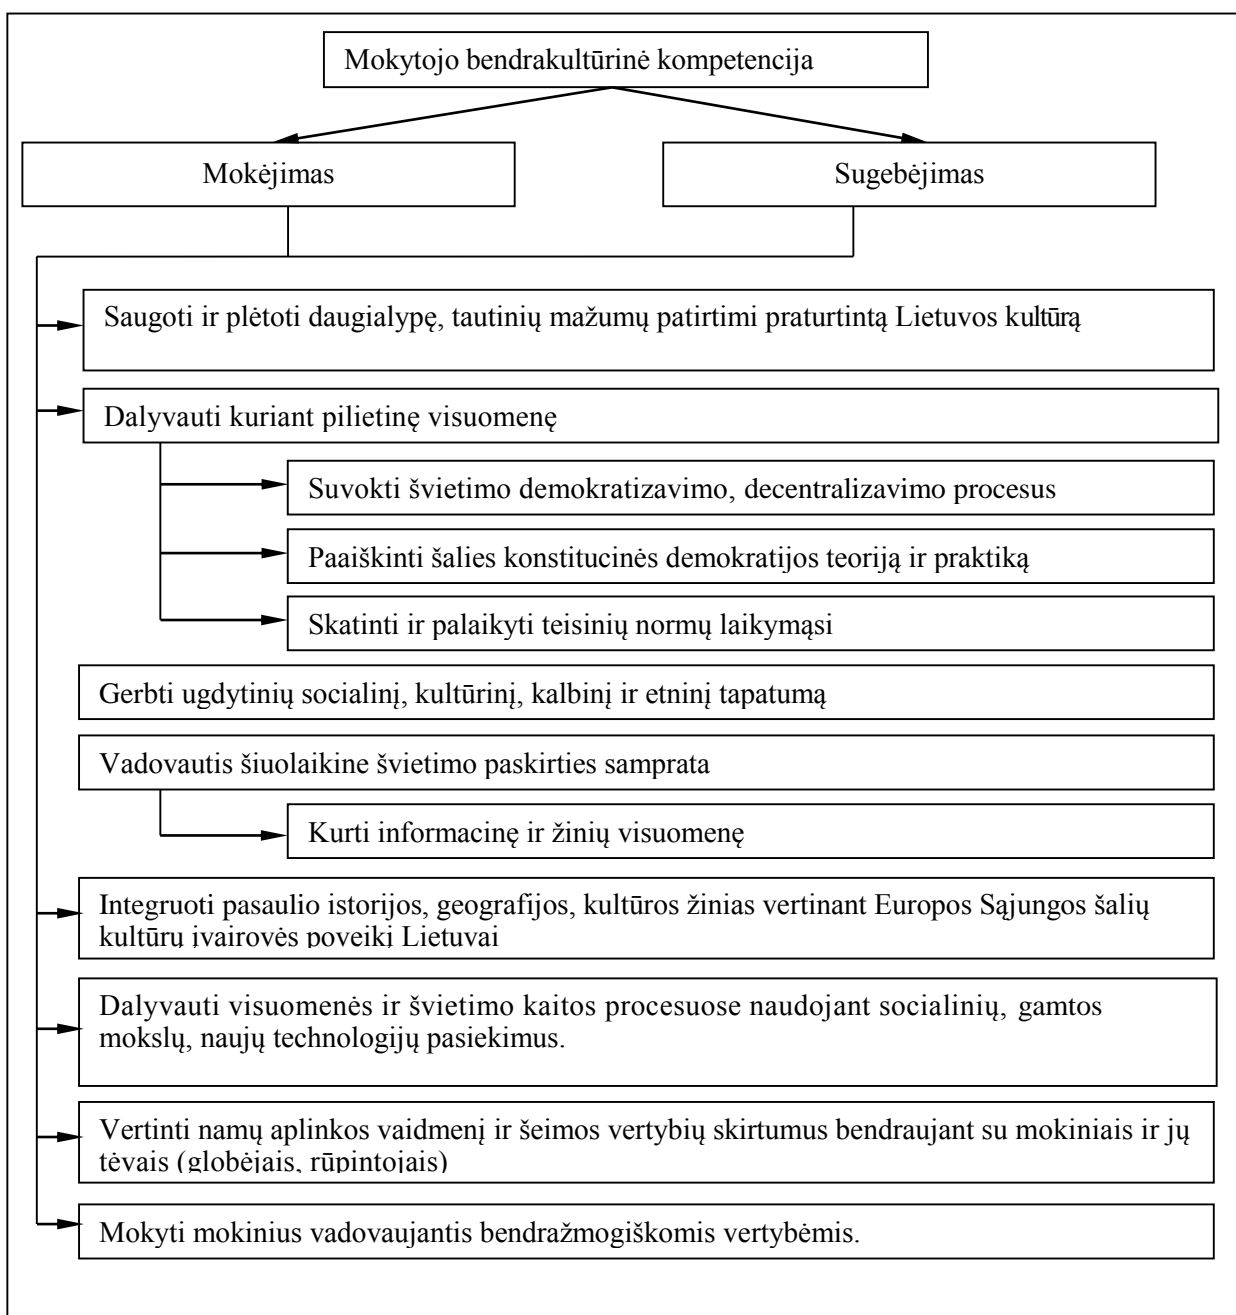 Mokytojo bendrakultūrinė kompetencija
Mokėjimas
Sugebėjimas
Saugoti ir plėtoti daugialypę, tautinių mažumų patirtimi praturtintą Lietuvos kultūrą
Dalyvauti kuriant pilietinę visuomenę
Suvokti švietimo demokratizavimo, decentralizavimo procesus
Paaiškinti šalies konstitucinės demokratijos teoriją ir praktiką
Skatinti ir palaikyti teisinių normų laikymąsi
Gerbti ugdytinių socialinį, kultūrinį, kalbinį ir etninį tapatumą
Vadovautis šiuolaikine švietimo paskirties samprata
Kurti informacinę ir žinių visuomenę
Integruoti pasaulio istorijos, geografijos, kultūros žinias vertinant Europos Sąjungos šalių
kultūrų įvairovės poveikį Lietuvai
Dalyvauti visuomenės ir švietimo kaitos procesuose naudojant socialinių, gamtos
mokslų, naujų technologijų pasiekimus.
Vertinti namų aplinkos vaidmenį ir šeimos vertybių skirtumus bendraujant su mokiniais ir jų
tėvais (globėjais, rūpintojais)
Mokyti mokinius vadovaujantis bendražmogiškomis vertybėmis.